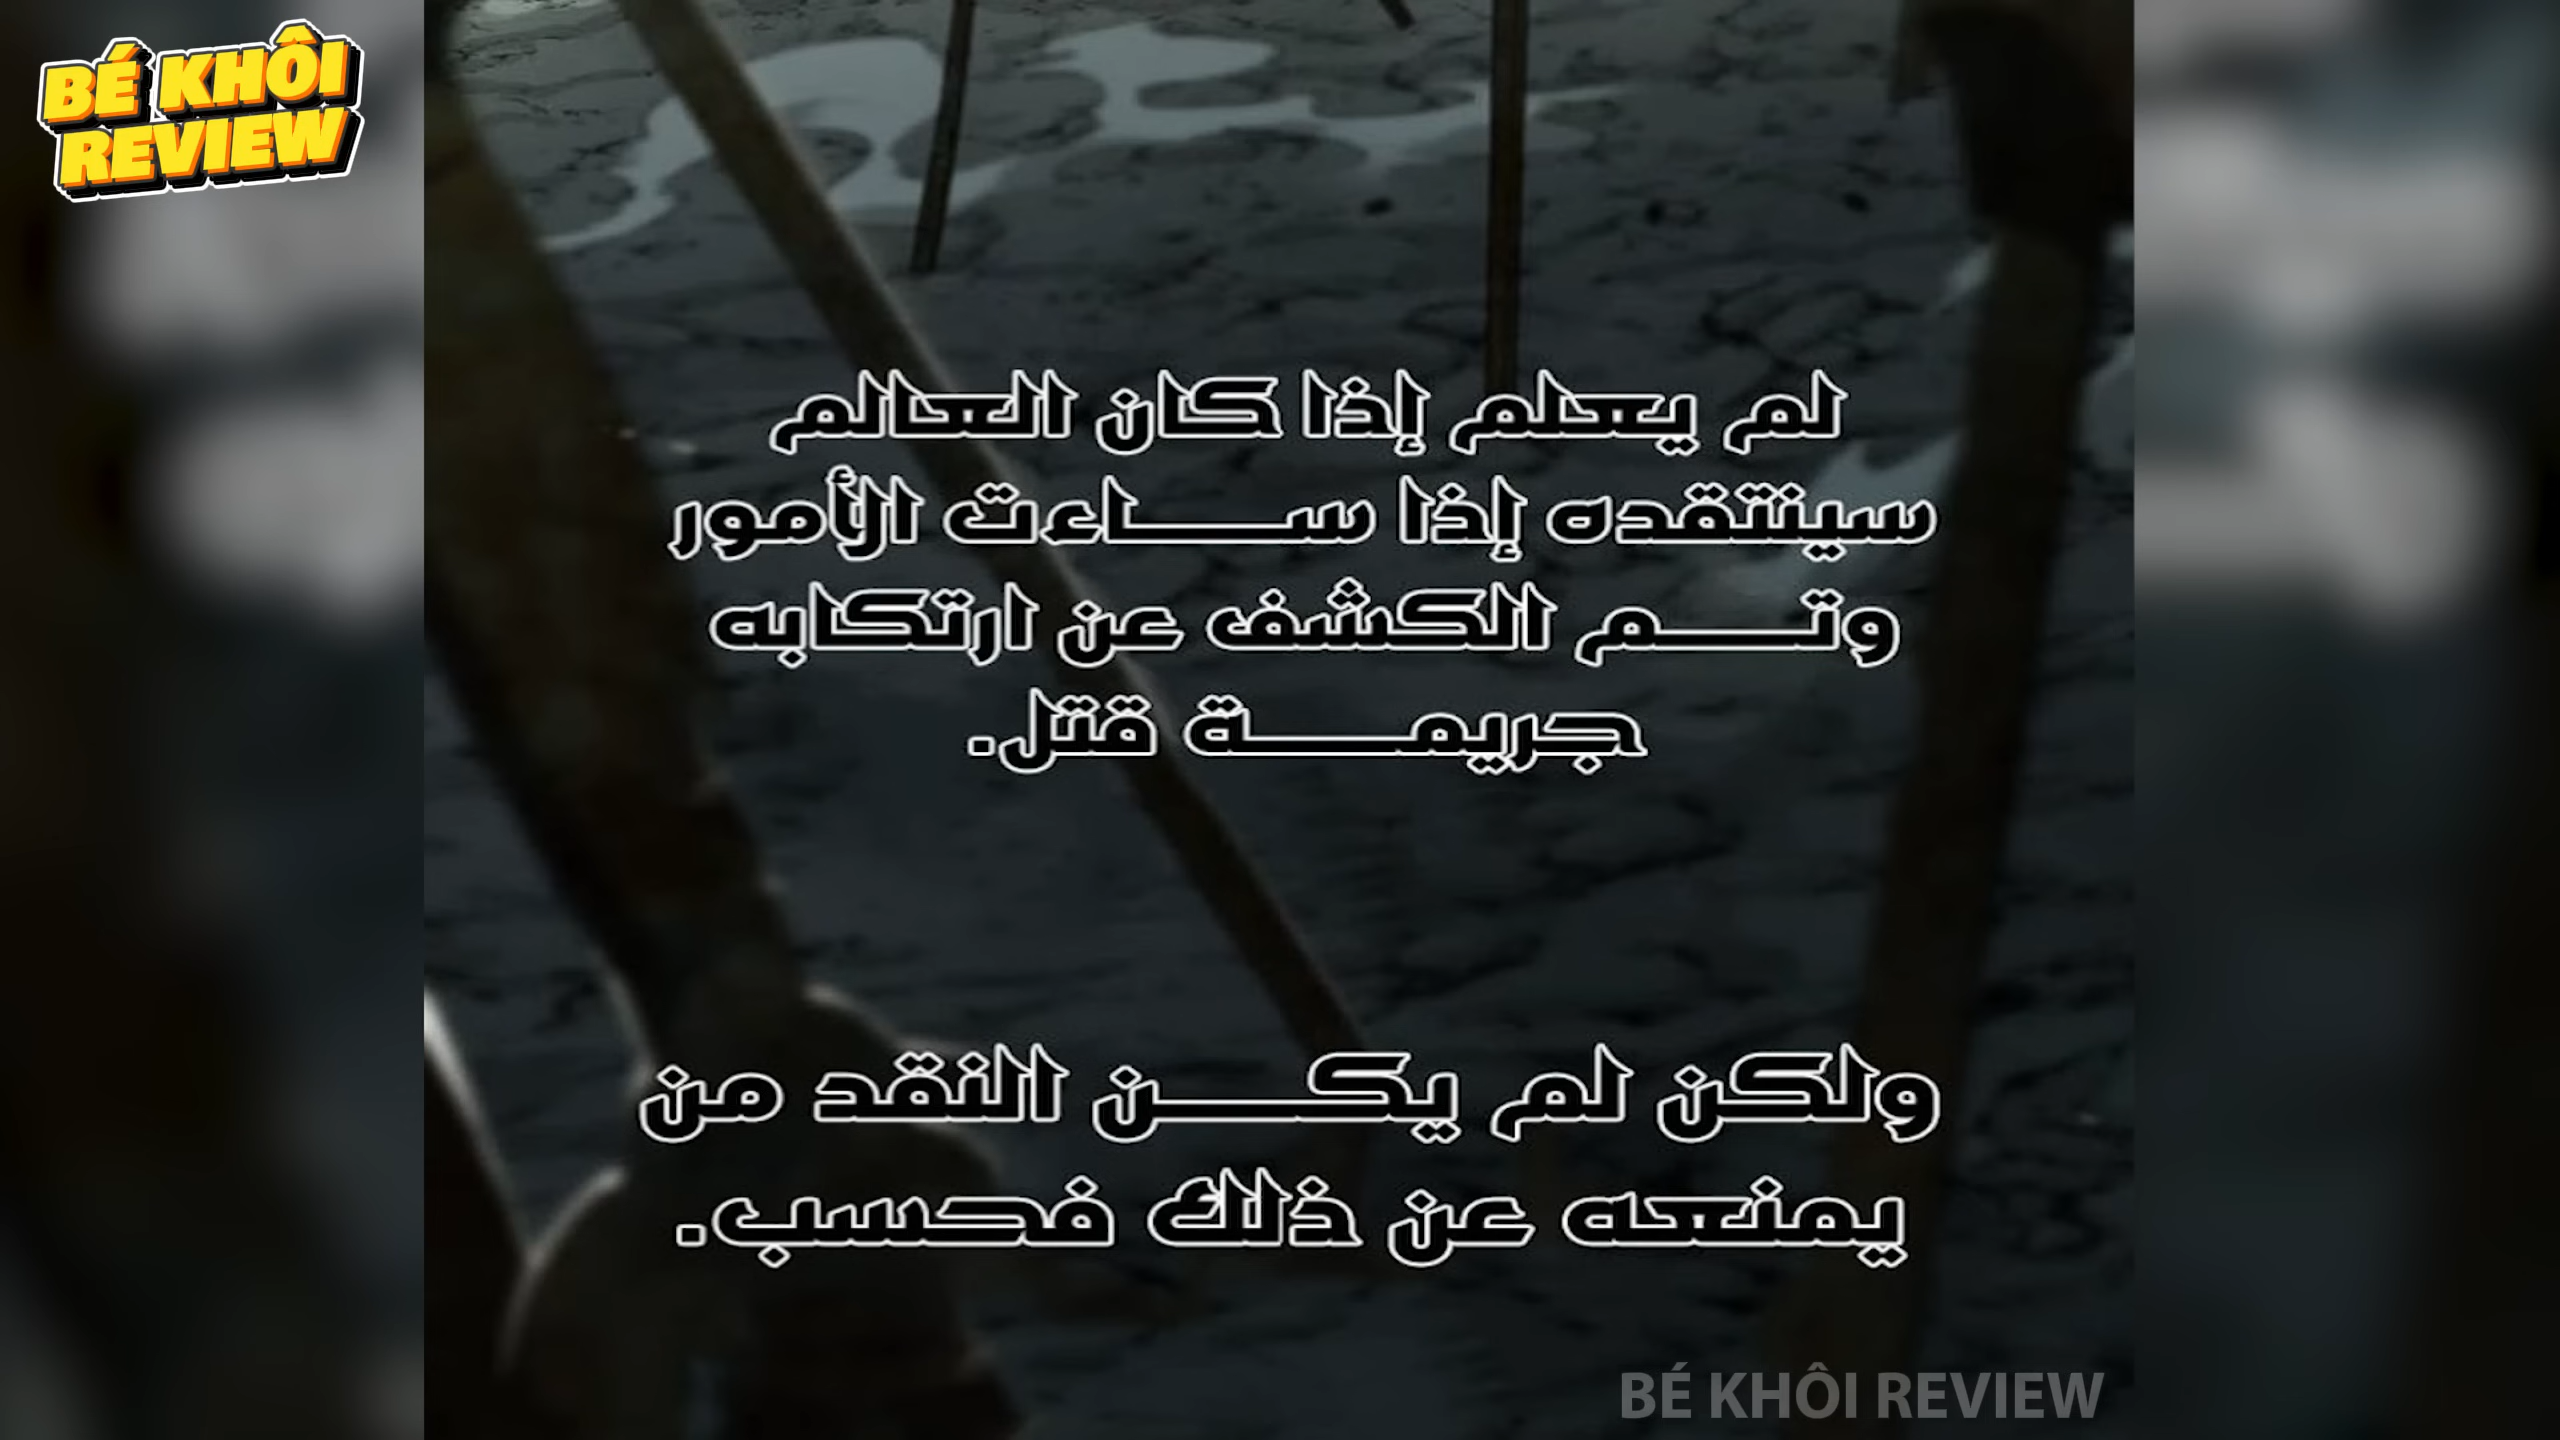 BÉ KHÔI
REVIEW
لم يعلم إذا كان العالم
سينتقده إذا ساءت الأمور
وتم الكشف عن ارتكابه
جريمة قتل.
ولكن لم يكن النقد من
يمنعه عن ذلك فحسب.
BÉ KHÔI REVIEW